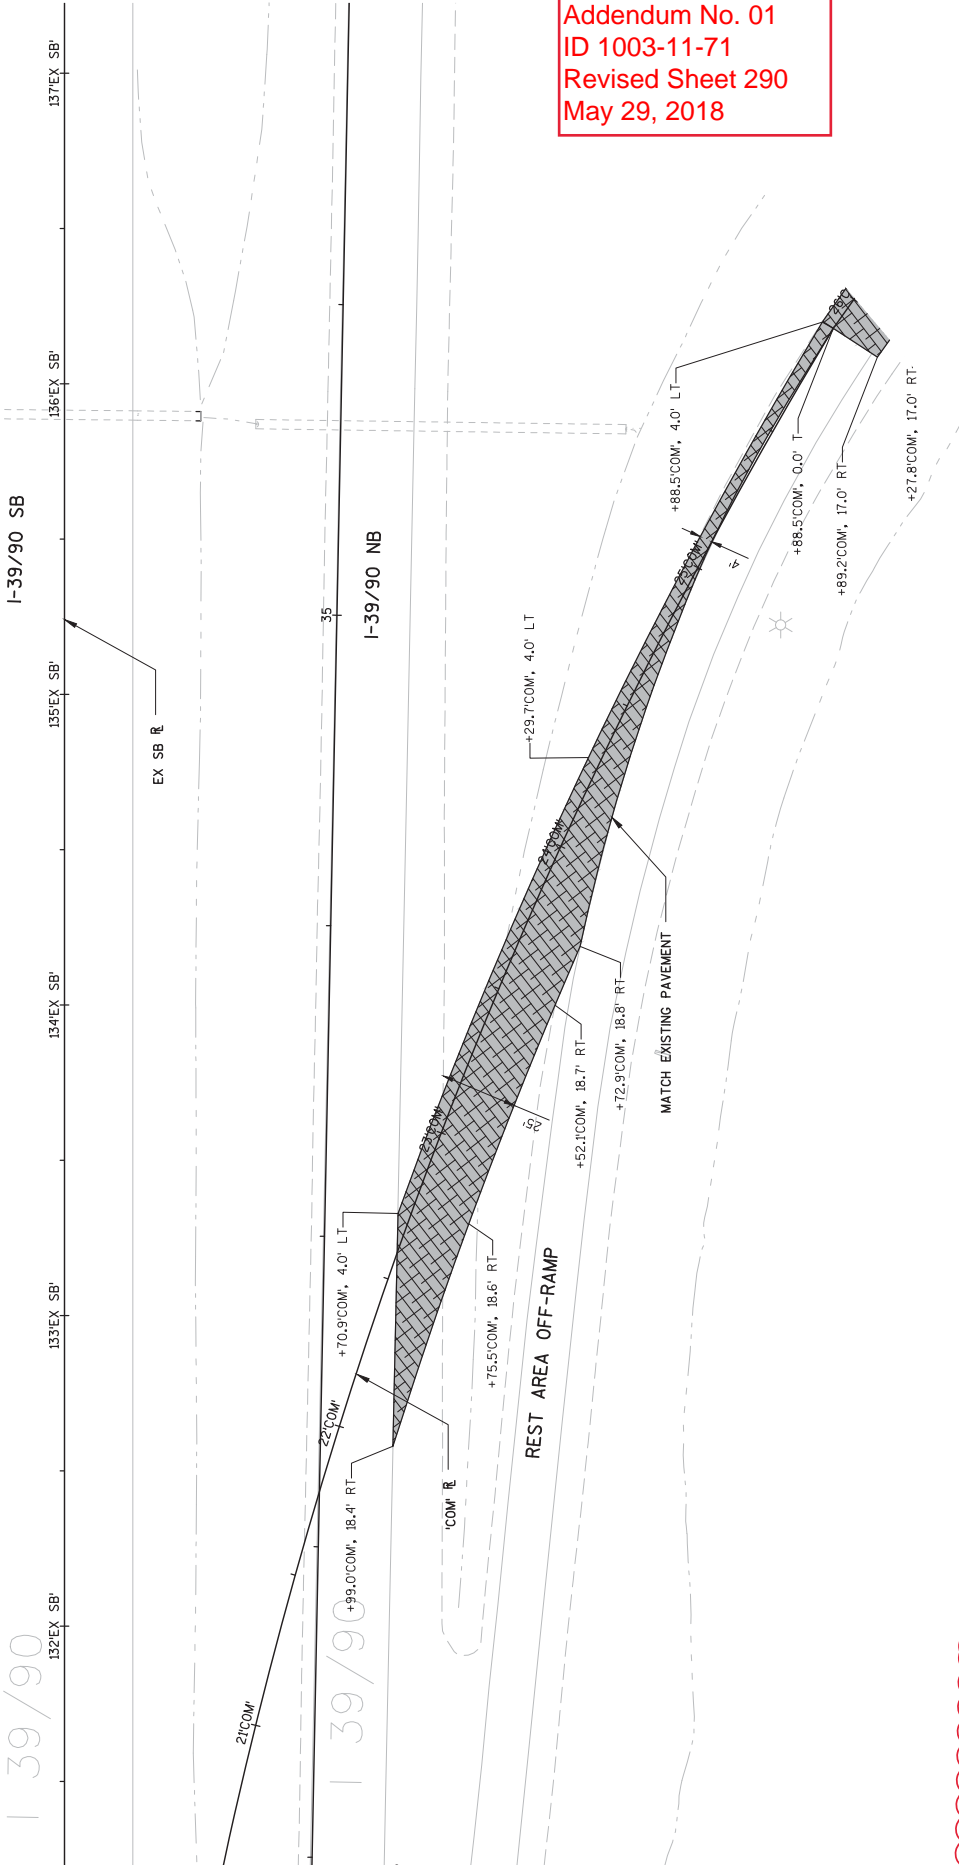 Addendum No. 01
ID 1003-11-71
Revised Sheet 290
May 29, 2018
137'EX SB'
136'EX SB'
135'EX SB'
134'EX SB'
133'EX SB'
132'EX SB'
I-39/90 SB
EX SB
35
I-39/90 NB
+88.5'COM', 4.0' LT
+88.5'COM', 0.0'
+89.2'COM', 17.0' RT
+27.8'COM', 17.0' RT
+29.7'COM', 4.0' LT
25'COM'
4'
24'COM'
MATCH EXISTING PAVEMENT
+72.9'COM', 18.8' RT
+52.1'COM', 18.7' RT
25'
23'COM'
+70.9'COM', 4.0' LT
+75.5'COM', 18.6' RT
REST AREA OFF-RAMP
22'COM'
'COM'
+99.0'COM', 18.4' RT
21'COM'
I 39/90
I 39/90